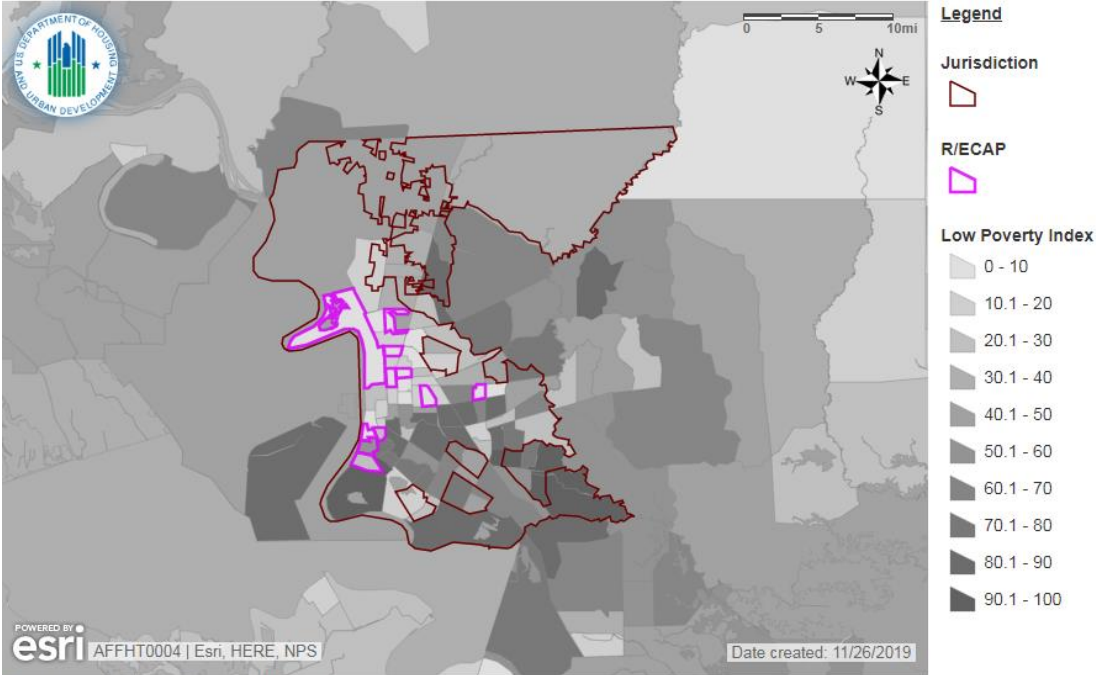 U.S. DEPARTMENT OF HOUSING
AND URBAN DEVELOPMENT
0 5 10mi
N
W E
S
Legend
Jurisdiction
R/ECAP
Low Poverty Index
0 - 10
10.1 - 20
20.1 - 30
30.1 - 40
40.1 - 50
50.1 - 60
60.1 - 70
70.1 - 80
80.1 - 90
90.1 - 100
POWERED BY
esri
AFFHT0004 | Esri, HERE, NPS
Date created: 11/26/2019